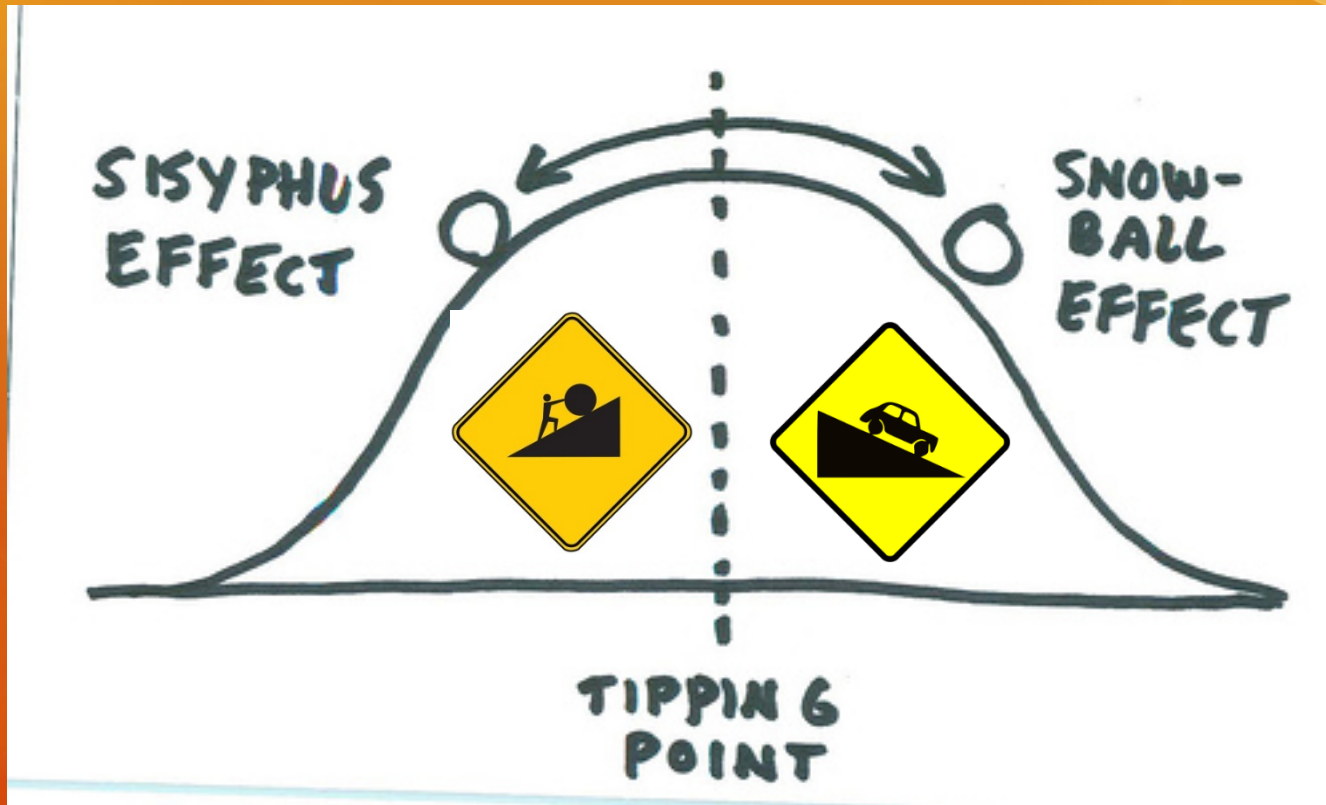 SISYPHUS
EFFECT
SNOW-
BALL
EFFECT
TIPPING
POINT